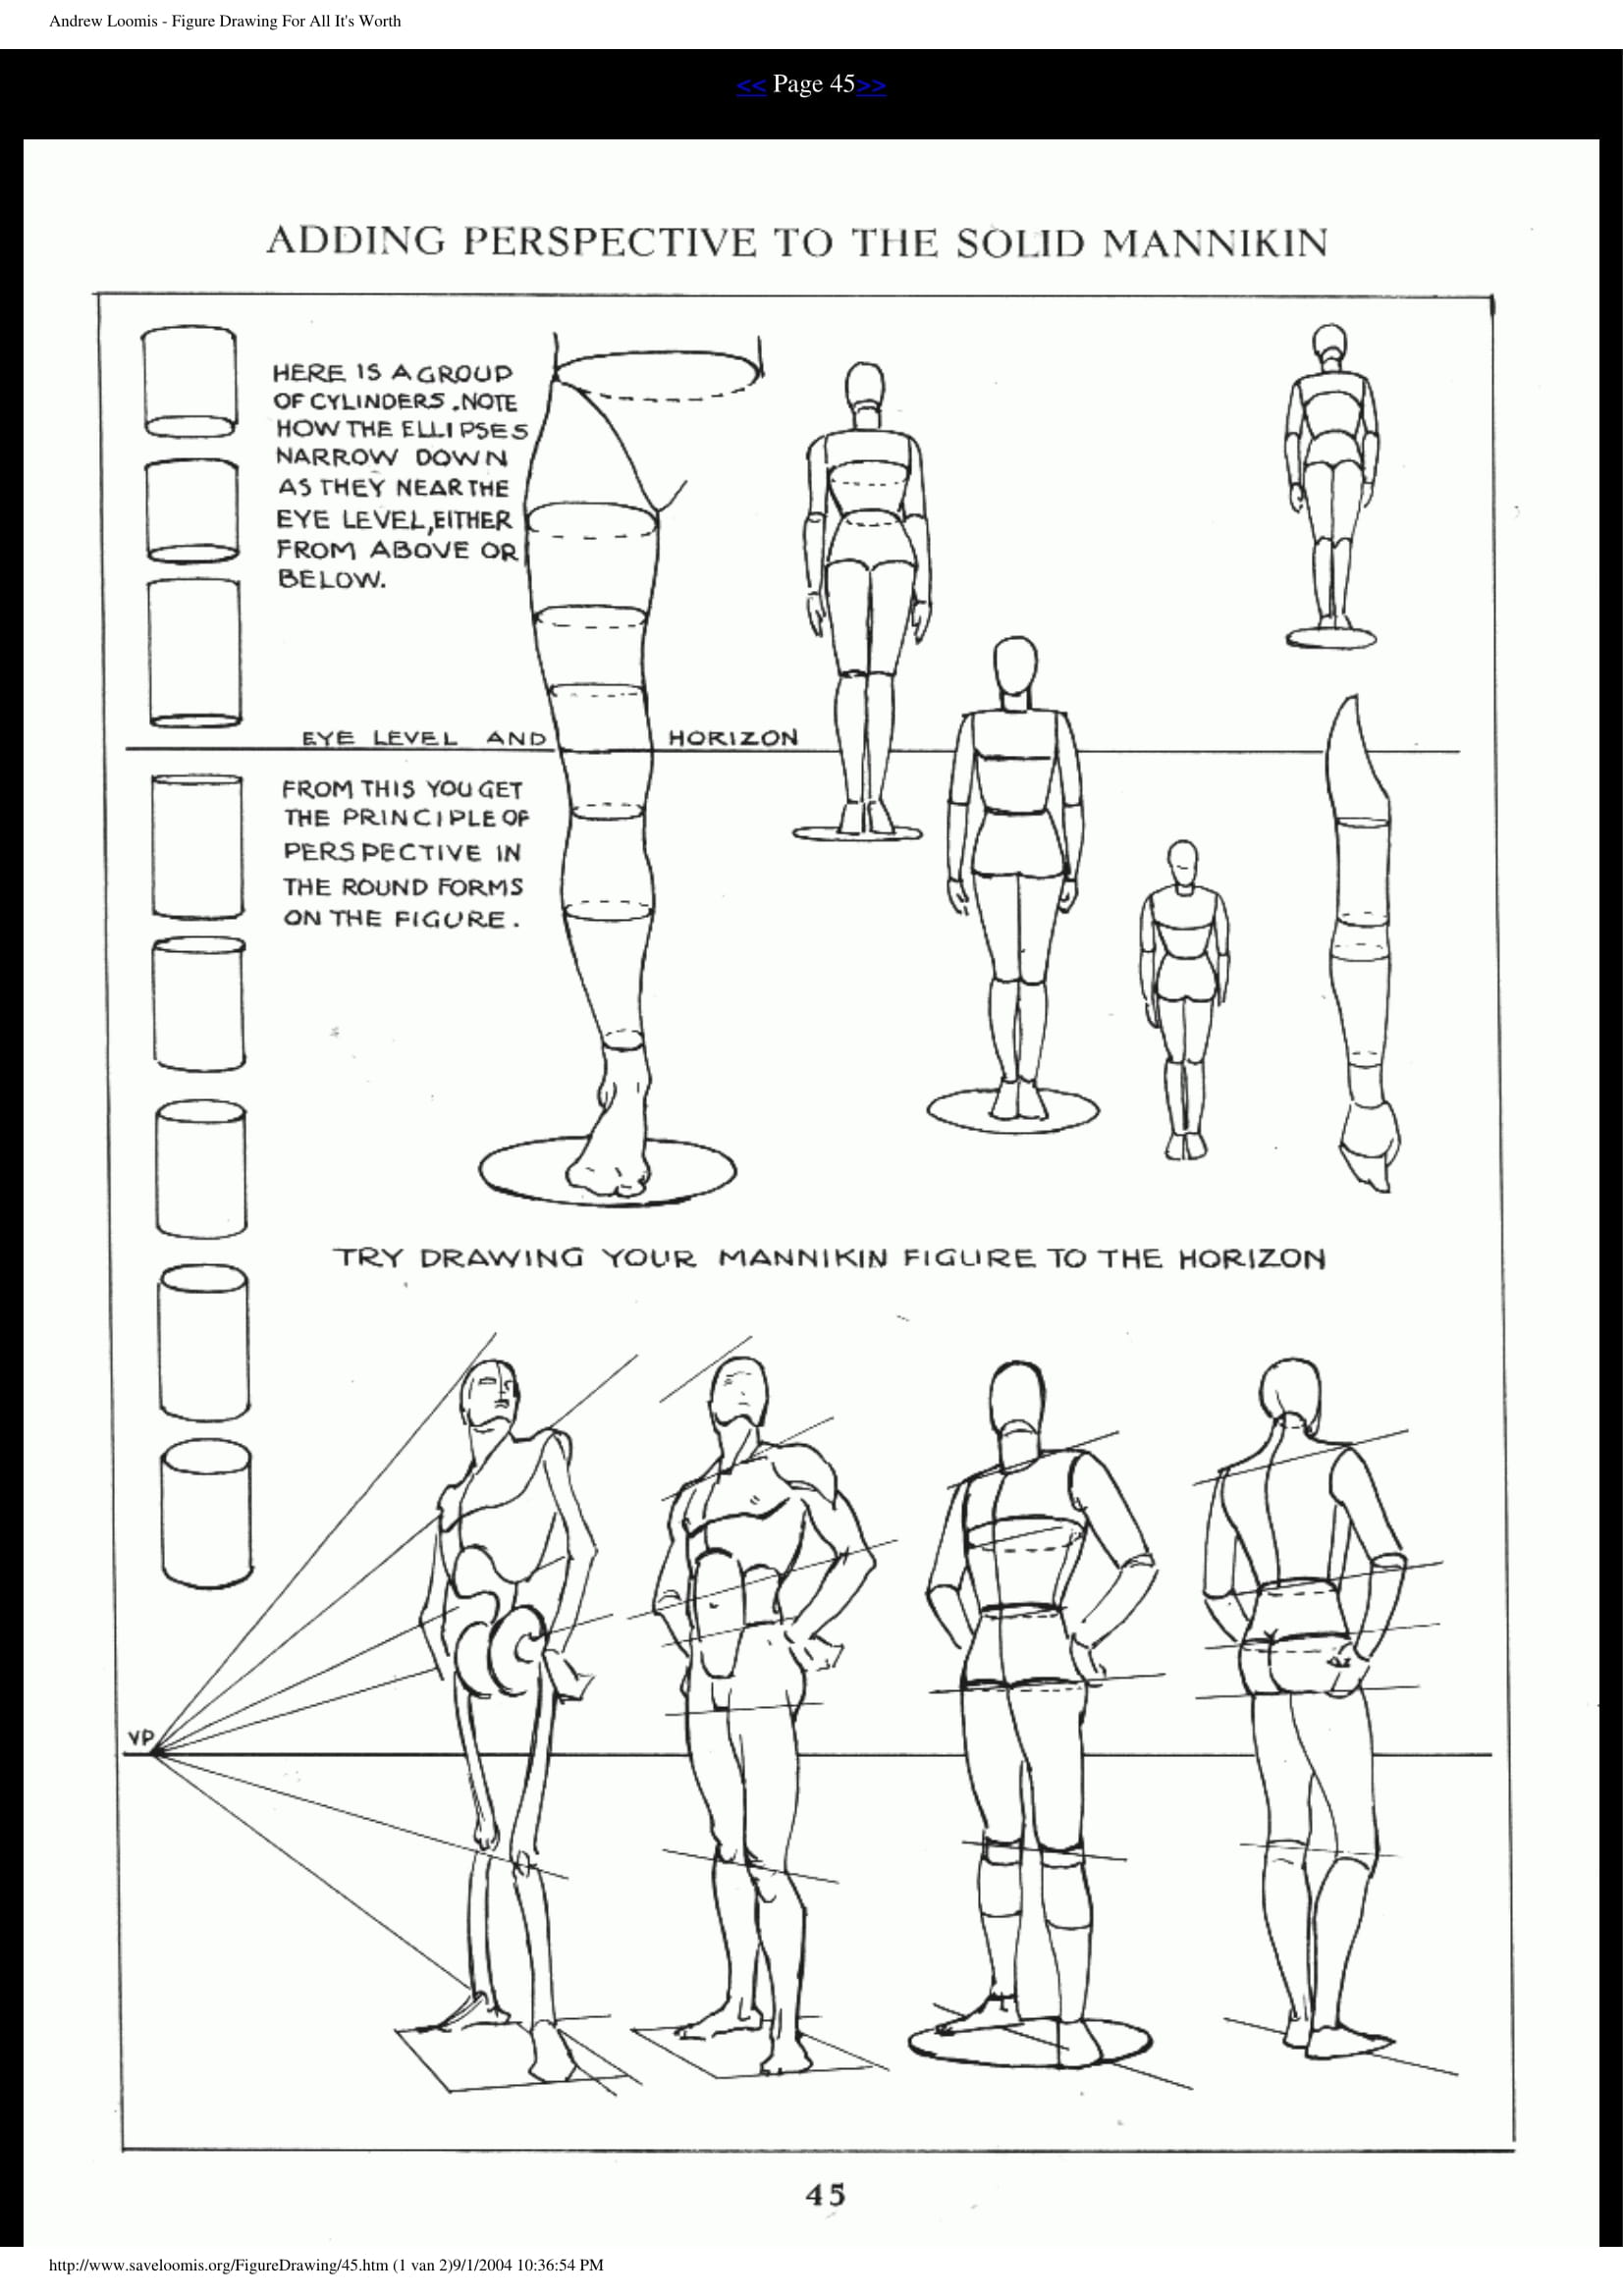 Andrew Loomis - Figure Drawing For All It's Worth
<< Page 45>>
ADDING PERSPECTIVE TO THE SOLID MANNIKIN
HERE IS A GROUP
OF CYLINDERS. NOTE
HOW THE ELLIPSES
NARROW DOWN
AS THEY NEAR THE
EYE LEVEL, EITHER
FROM ABOVE OR
BELOW.
EYE LEVEL AND HORIZON
FROM THIS YOU GET
THE PRINCIPLE OF
PERSPECTIVE IN
THE ROUND FORMS
ON THE FIGURE.
TRY DRAWING YOUR MANNIKIN FIGURE TO THE HORIZON
VP
45
http://www.saveloomis.org/FigureDrawing/45.htm (1 van 2)9/1/2004 10:36:54 PM